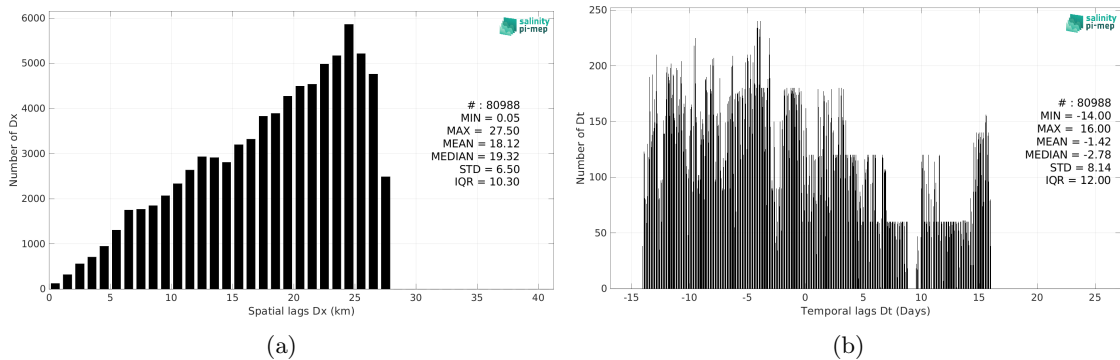 6000
5000
4000
3000
2000
1000
0
Number of Dx
0 5 10 15 20 25 30 35 40
Spatial lags Dx (km)
salinity
pi-mep
# : 80988
MIN = 0.05
MAX = 27.50
MEAN = 18.12
MEDIAN = 19.32
STD = 6.50
IQR = 10.30
(a)
250
200
150
100
50
0
Number of Dt
-15 -10 -5 0 5 10 15 20 25
Temporal lags Dt (Days)
salinity
pi-mep
# : 80988
MIN = -14.00
MAX = 16.00
MEAN = -1.42
MEDIAN = -2.78
STD = 8.14
IQR = 12.00
(b)